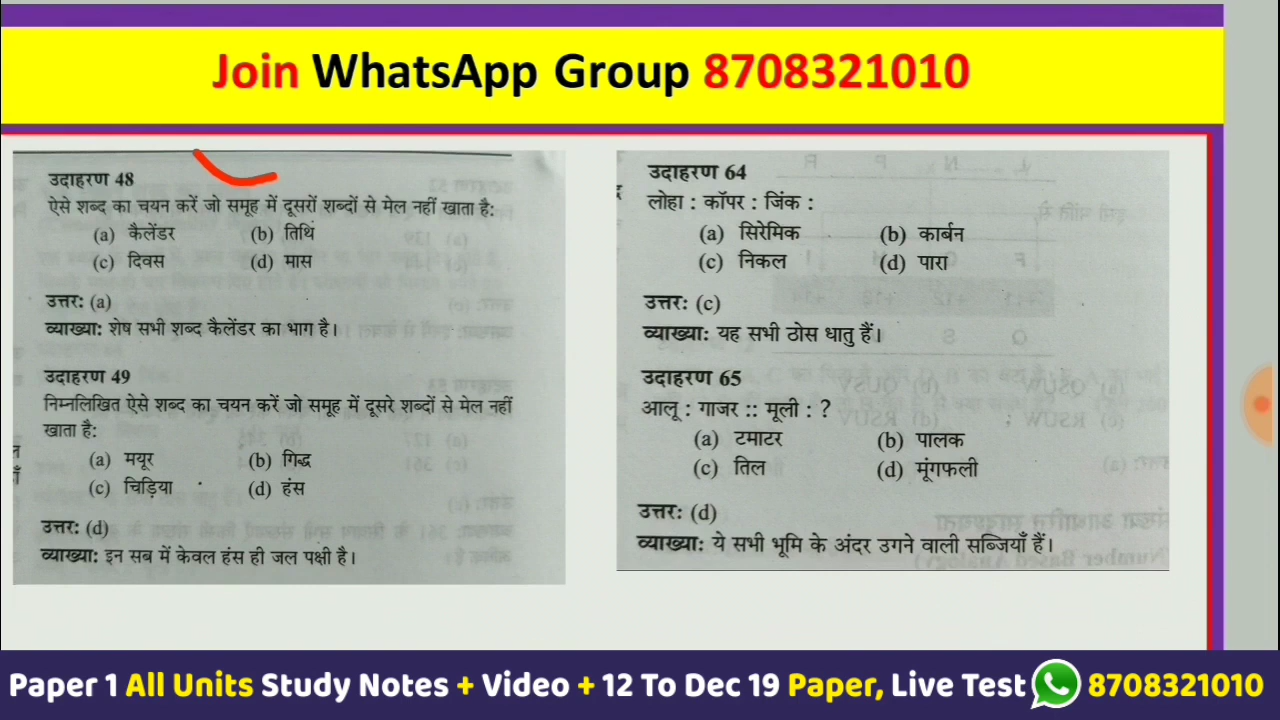 Join WhatsApp Group 8708321010
उदाहरण 48
ऐसे शब्द का चयन करें जो समूह में दूसरों शब्दों से मेल नहीं खाता है:
(a) कैलेंडर (b) तिथि
(c) दिवस (d) मास
उत्तर: (a)
व्याख्या: शेष सभी शब्द कैलेंडर का भाग है।
उदाहरण 49
निम्नलिखित ऐसे शब्द का चयन करें जो समूह में दूसरे शब्दों से मेल नहीं
खाता है:
(a) मयूर (b) गिद्ध
(c) चिड़िया (d) हंस
उत्तर: (d)
व्याख्या: इन सब में केवल हंस ही जल पक्षी है।
उदाहरण 64
लोहा : कॉपर : जिंक :
(a) सिरेमिक (b) कार्बन
(c) निकल (d) पारा
उत्तर: (c)
व्याख्या: यह सभी ठोस धातु हैं।
उदाहरण 65
आलू : गाजर :: मूली : ?
(a) टमाटर (b) पालक
(c) तिल (d) मूंगफली
उत्तर: (d)
व्याख्या: ये सभी भूमि के अंदर उगने वाली सब्जियाँ हैं।
Paper 1 All Units Study Notes + Video + 12 To Dec 19 Paper, Live Test 8708321010